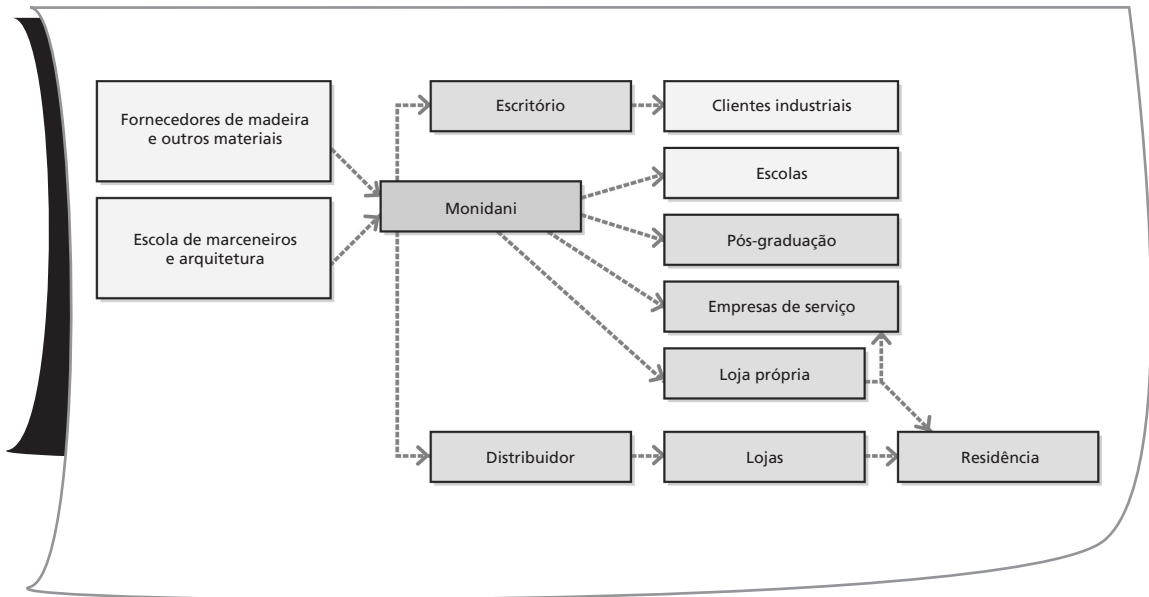 Fornecedores de madeira
e outros materiais
Escola de marceneiros
e arquitetura
Monidani
Escritório
Clientes industriais
Escolas
Pós-graduação
Empresas de serviço
Loja própria
Distribuidor
Lojas
Residência